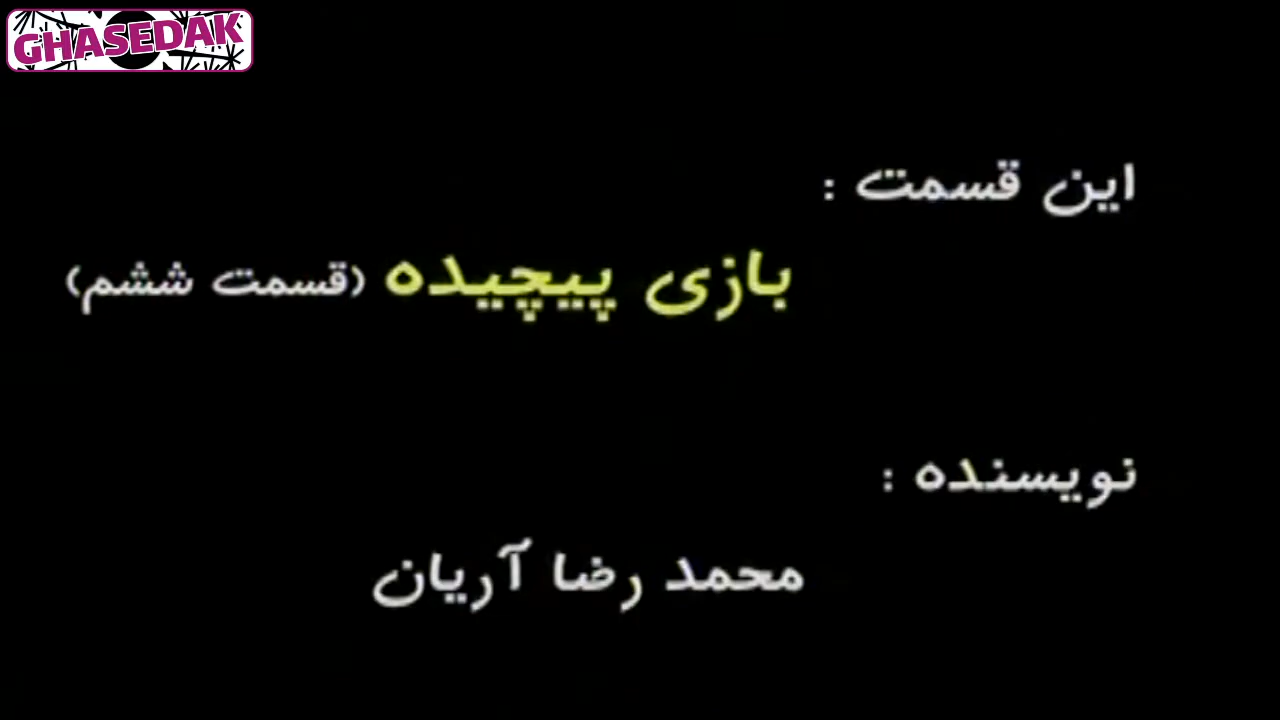 GHASEDAK
این قسمت :
بازی پیچیده (قسمت ششم)
نویسنده :
محمد رضا آریان